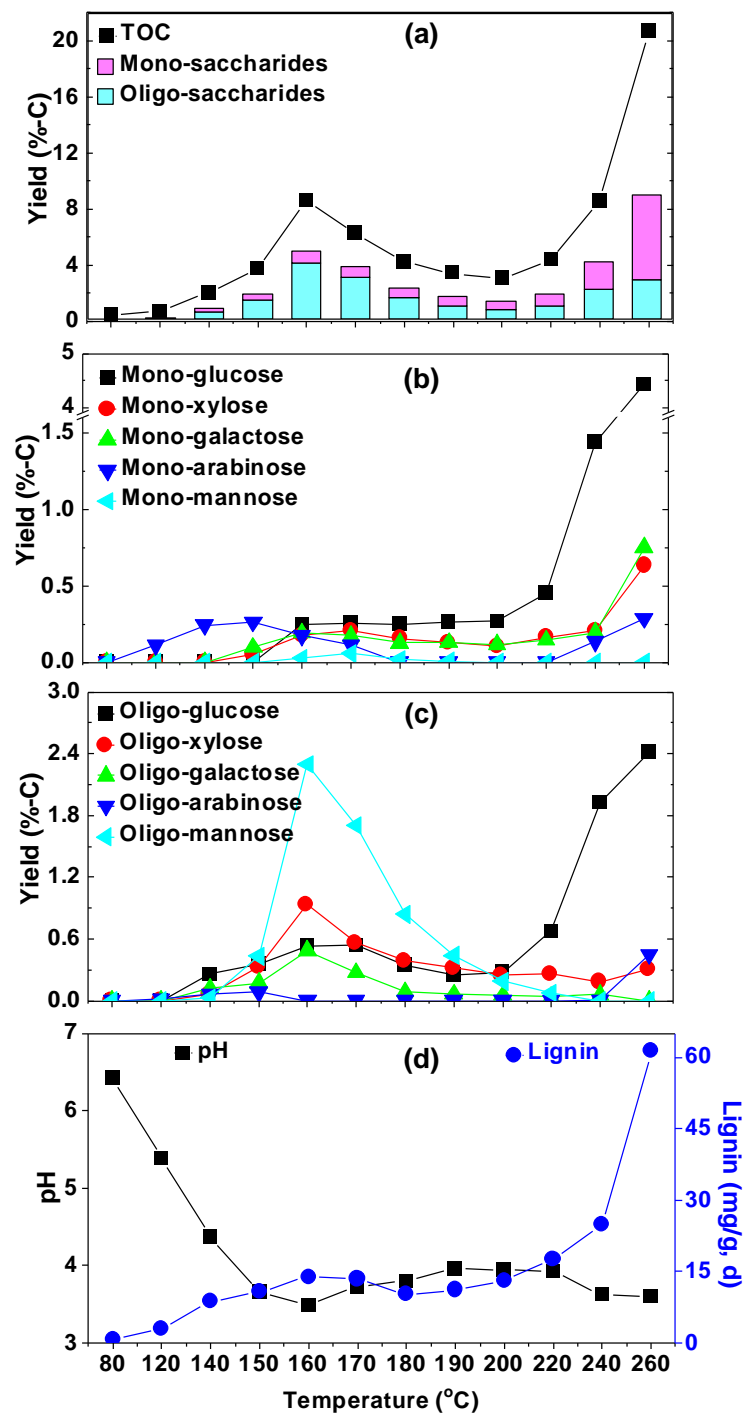 (a)
TOC
Mono-saccharides
Oligo-saccharides
Yield (%-C)
20
16
12
8
4
0
(b)
Mono-glucose
Mono-xylose
Mono-galactose
Mono-arabinose
Mono-mannose
Yield (%-C)
5
4
1.5
1.0
0.5
0.0
(c)
Oligo-glucose
Oligo-xylose
Oligo-galactose
Oligo-arabinose
Oligo-mannose
Yield (%-C)
3.0
2.4
1.8
1.2
0.6
0.0
(d)
pH
Lignin
pH
7
6
5
4
3
60
45
30
15
0
Lignin (mg/g, d)
80 120 140 150 160 170 180 190 200 220 240 260
Temperature (°C)